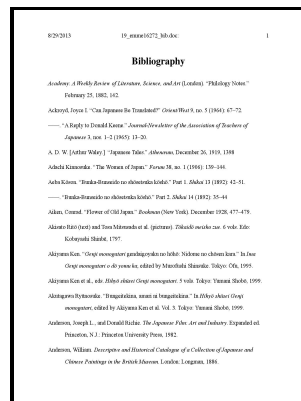 8/29/2013 19_emme16272_bib.doc: 1
Bibliography
Academy: A Weekly Review of Literature, Science, and Art (London). "Philology Notes."
February 25, 1882, 162.
Ackroyd, Joyce I. "Can Japanese Be Translated?" Orient/West 9, no. 5 (1964): 67–72.
———. "A Reply to Donald Keene." Journal-Newsletter of the Association of Teachers of
Japanese 3, nos. 1–2 (1965): 13–20.
A. D. W. [Arthur Waley.] "Japanese Tales." Athenæum, December 26, 1919, 1398
Adachi Kinnosuke. "The Women of Japan." Forum 38, no. 1 (1906): 139–144.
Aeba Kōson. "Bunka-Bunseido no shōsetsuka kōshō." Part 1. Shikai 13 (1892): 42–51.
———. "Bunka-Bunseido no shōsetsuka kōshō." Part 2. Shikai 14 (1892): 35–44
Aiken, Conrad. "Flower of Old Japan." Bookman (New York), December 1928, 477–479.
Akisato Ritō (text) and Tosa Mitsusada et al. (pictures). Tōkaidō meisho zue. 6 vols. Edo:
Kobayashi Shinbē, 1797.
Akiyama Ken. "Genji monogatari gendaigoyaku no kōhō: Nidome no chōsen kara." In
Genji monogatari o dō yomu ka, edited by Murofushi Shinsuke. Tokyo: Ōfu, 1995.
Akiyama Ken et al., eds. Hihyō shūsei Genji monogatari. 5 vols. Tokyo: Yumani Shobō, 1999.
Akutagawa Ryūnosuke. "Bungeitekina, amari ni bungeitekina." In Hihyō shūsei Genji
monogatari, edited by Akiyama Ken et al. Vol. 3. Tokyo: Yumani Shobō, 1999.
Anderson, Joseph L., and Donald Richie. The Japanese Film: Art and Industry. Expanded ed.
Princeton, N.J.: Princeton University Press, 1982.
Anderson, William. Descriptive and Historical Catalogue of a Collection of Japanese and
Chinese Paintings in the British Museum. London: Longman, 1886.